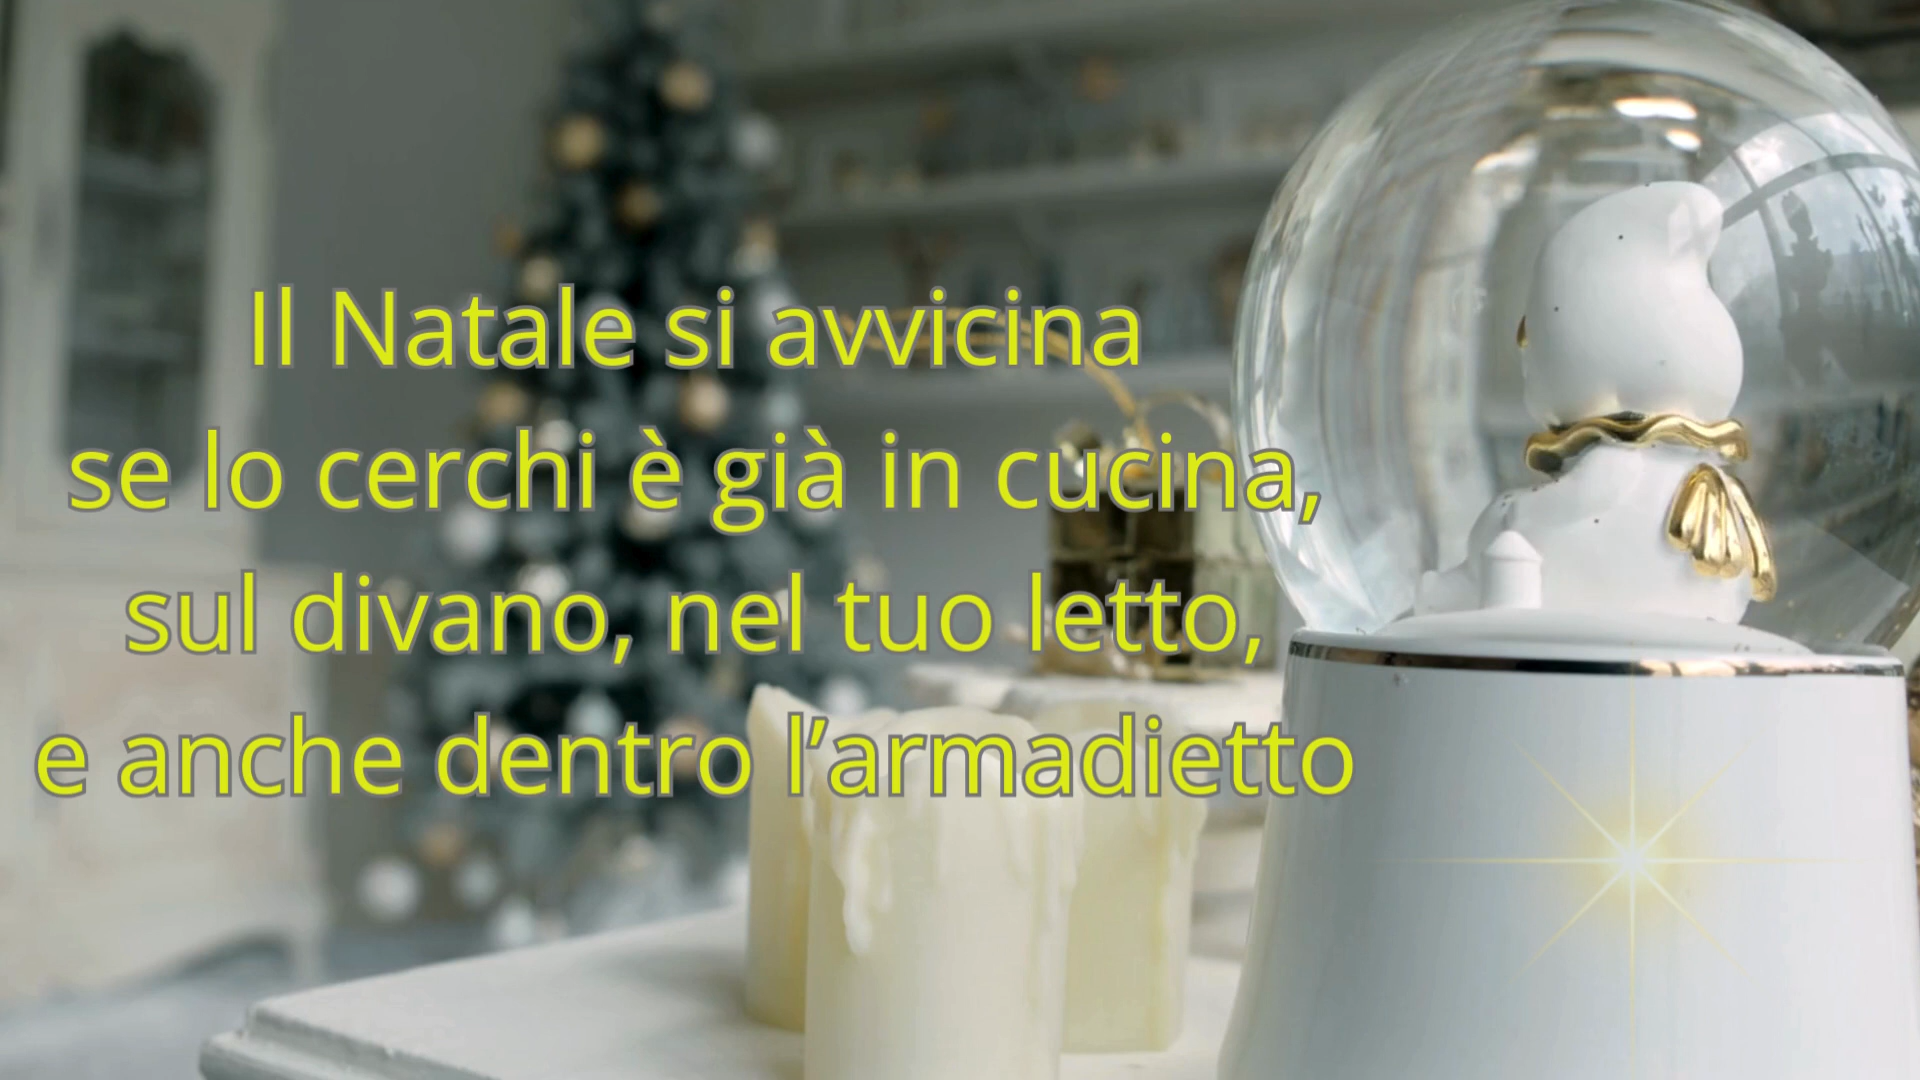 Il Natale si avvicina
se lo cerchi è già in cucina,
sul divano, nel tuo letto,
e anche dentro l’armadietto